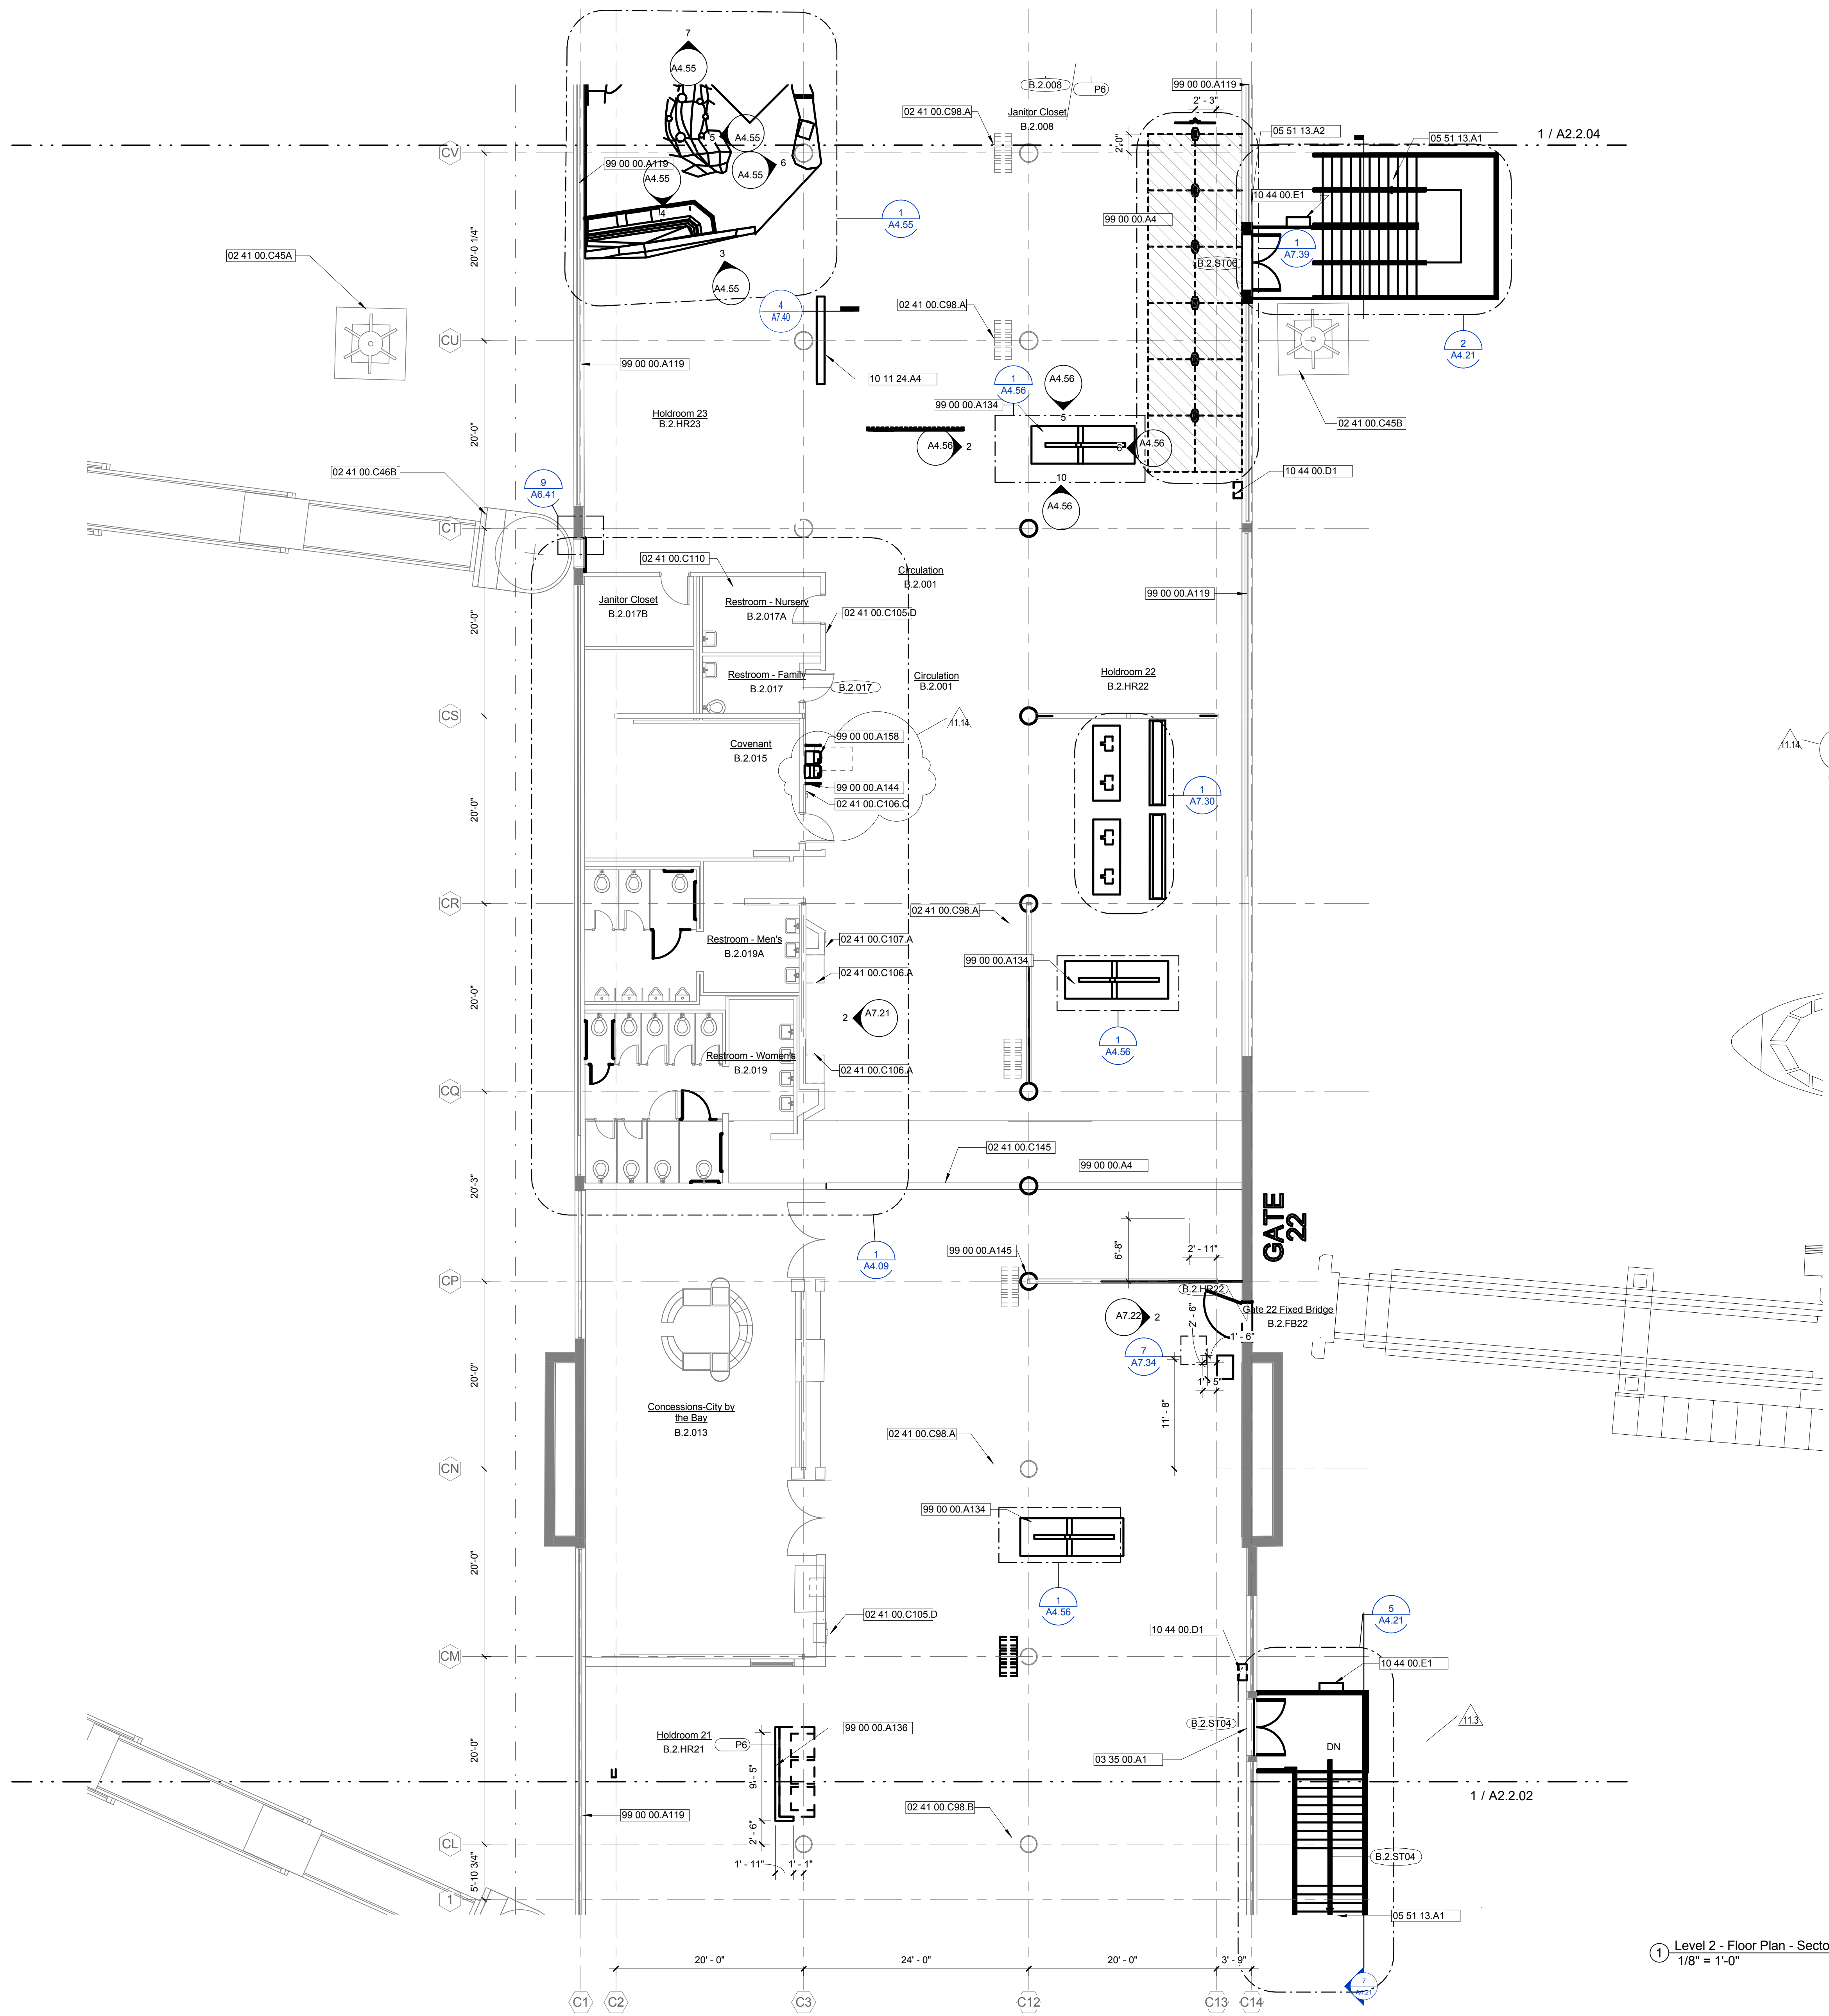 7
A4.55
99 00 00.A119
B.2.008
P6
2' - 3"
02 41 00.C98.A
Janitor Closet
B.2.008
05 51 13.A2
05 51 13.A1
1 / A2.2.04
2'-0"
5
A4.55
CV
99 00 00.A119
A4.55
6
A4.55
4
10 44 00.E1
1
A4.55
99 00 00.A4
20'-0 1/4"
02 41 00.C45A
1
A7.39
3
A4.55
B.2.ST06
4
A7.40
02 41 00.C98.A
CU
2
A4.21
99 00 00.A119
10 11 24.A4
1
A4.56
A4.56
99 00 00.A134
5
Holdroom 23
B.2.HR23
02 41 00.C45B
20'-0"
A4.56
2
6
A4.56
02 41 00.C46B
10 44 00.D1
9
A6.41
10
A4.56
CT
02 41 00.C110
Circulation
B.2.001
99 00 00.A119
Janitor Closet
B.2.017B
Restroom - Nursery
B.2.017A
02 41 00.C105.D
20'-0"
Restroom - Family
B.2.017
B.2.017
Circulation
B.2.001
Holdroom 22
B.2.HR22
CS
11.14
99 00 00.A158
Covenant
B.2.015
11.14
99 00 00.A144
02 41 00.C106.C
1
A7.30
20'-0"
CR
02 41 00.C98.A
Restroom - Men's
B.2.019A
02 41 00.C107.A
99 00 00.A134
02 41 00.C106.A
20'-0"
2
A7.21
1
A4.56
Restroom - Women's
B.2.019
02 41 00.C106.A
CQ
02 41 00.C145
99 00 00.A4
20'-3"
GATE
22
1
A4.09
99 00 00.A145
6'-8"
2' - 11"
CP
B.2.HR22
Gate 22 Fixed Bridge
B.2.FB22
A7.22
2
2' - 6"
1' - 6"
7
A7.34
20'-0"
1' - 5"
Concessions-City by
the Bay
B.2.013
11' - 8"
02 41 00.C98.A
CN
99 00 00.A134
20'-0"
1
A4.56
5
A4.21
02 41 00.C105.D
10 44 00.D1
CM
10 44 00.E1
Holdroom 21
B.2.HR21
P6
99 00 00.A136
B.2.ST04
11.3
20'-0"
DN
03 35 00.A1
9' - 5"
1 / A2.2.02
99 00 00.A119
02 41 00.C98.B
2' - 6"
CL
B.2.ST04
1' - 11"
1' - 1"
5'-10 3/4"
1
05 51 13.A1
20' - 0"
24' - 0"
20' - 0"
3' - 9"
1
Level 2 - Floor Plan - Secto
1/8" = 1'-0"
7
A4.21
C1
C2
C3
C12
C13
C14